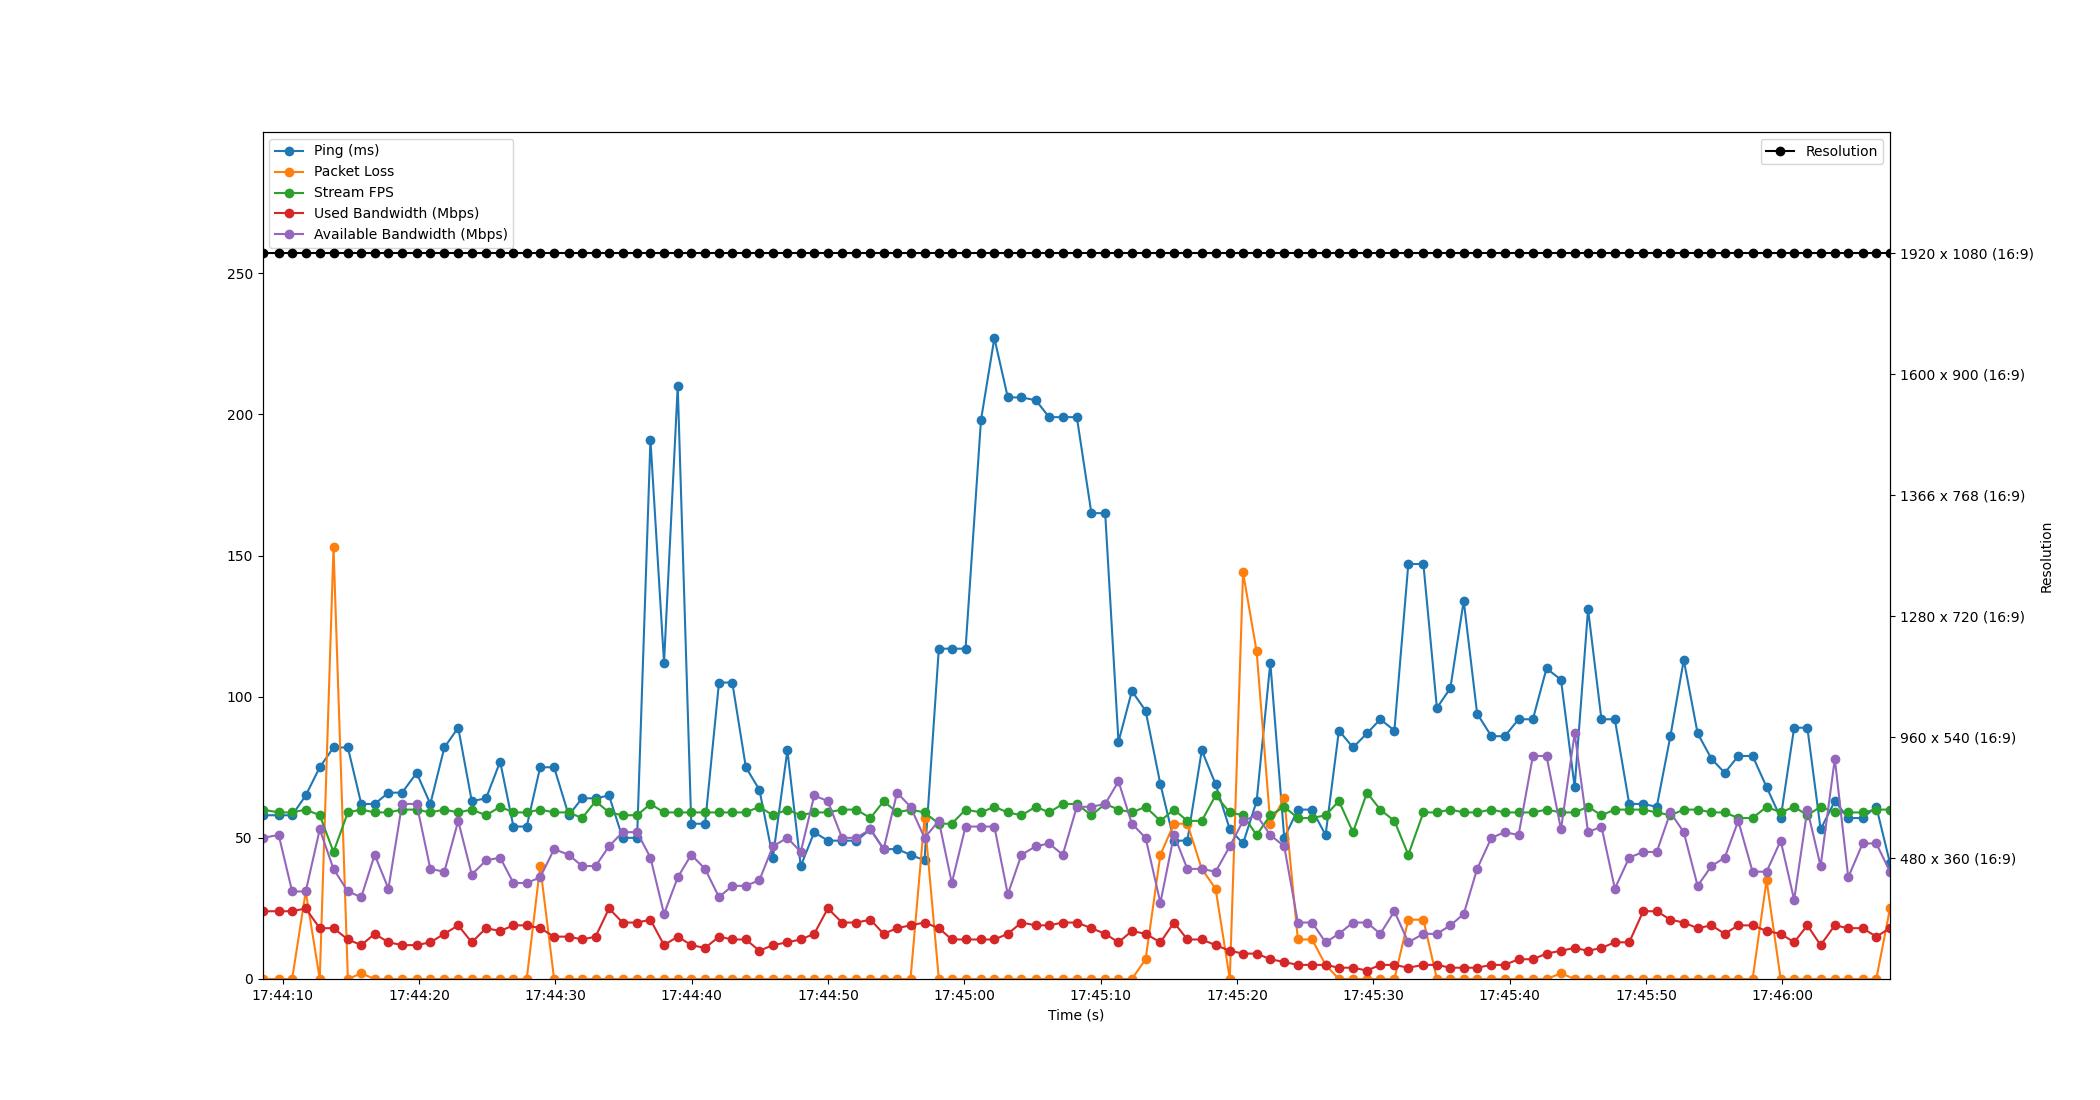 Ping (ms)
Packet Loss
Stream FPS
Used Bandwidth (Mbps)
Available Bandwidth (Mbps)
Resolution
250
200
150
100
50
0
1920 x 1080 (16:9)
1600 x 900 (16:9)
1366 x 768 (16:9)
1280 x 720 (16:9)
960 x 540 (16:9)
480 x 360 (16:9)
Resolution
17:44:10 17:44:20 17:44:30 17:44:40 17:44:50 17:45:00 17:45:10 17:45:20 17:45:30 17:45:40 17:45:50 17:46:00
Time (s)